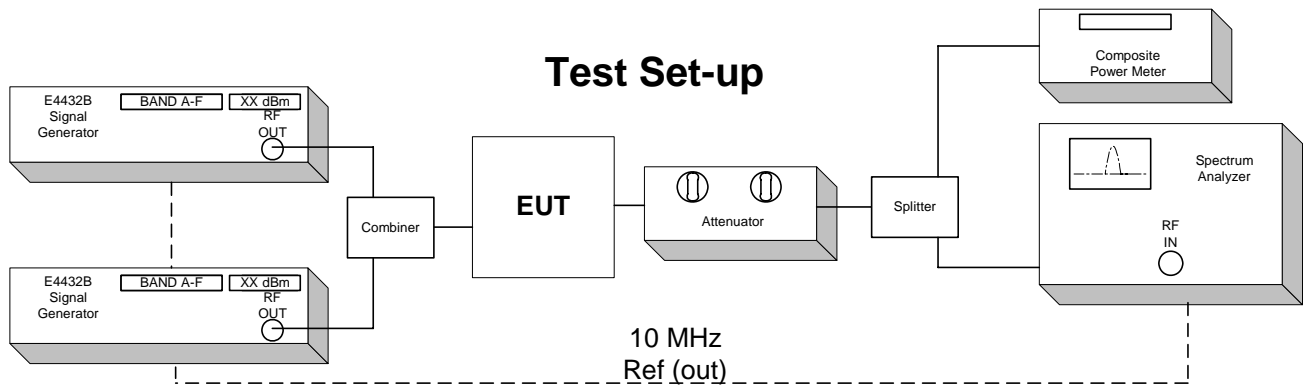 Test Set-up
E4432B
Signal
Generator
BAND A-F
XX dBm
RF
OUT
E4432B
Signal
Generator
BAND A-F
XX dBm
RF
OUT
Combiner
EUT
Attenuator
Splitter
Composite
Power Meter
Spectrum
Analyzer
RF
IN
10 MHz
Ref (out)